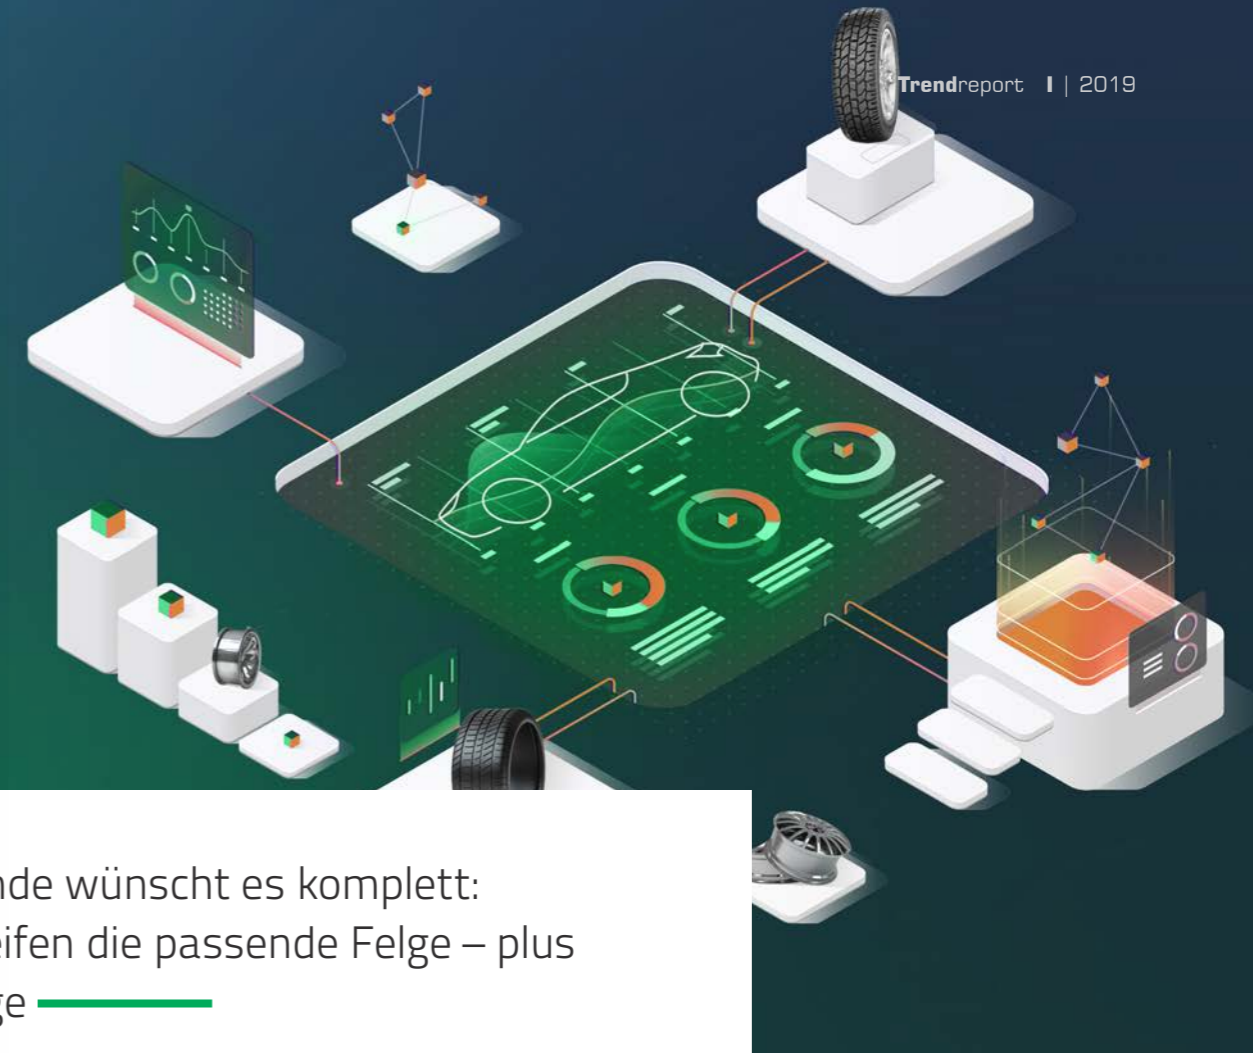 Trendreport I | 2019
nde wünscht es komplett:
eifen die passende Felge – plus
ge